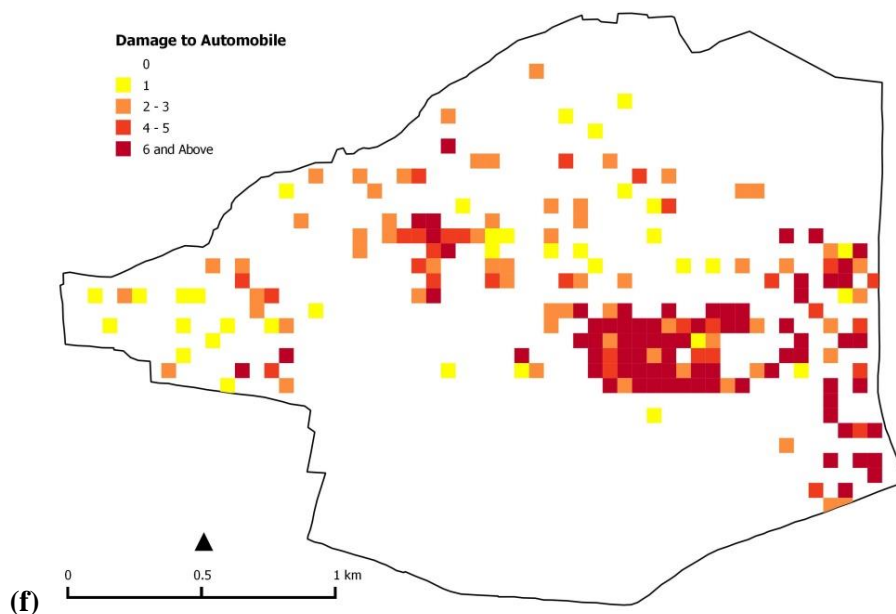 Damage to Automobile
0
1
2 - 3
4 - 5
6 and Above
0 0.5 1 km
(f)